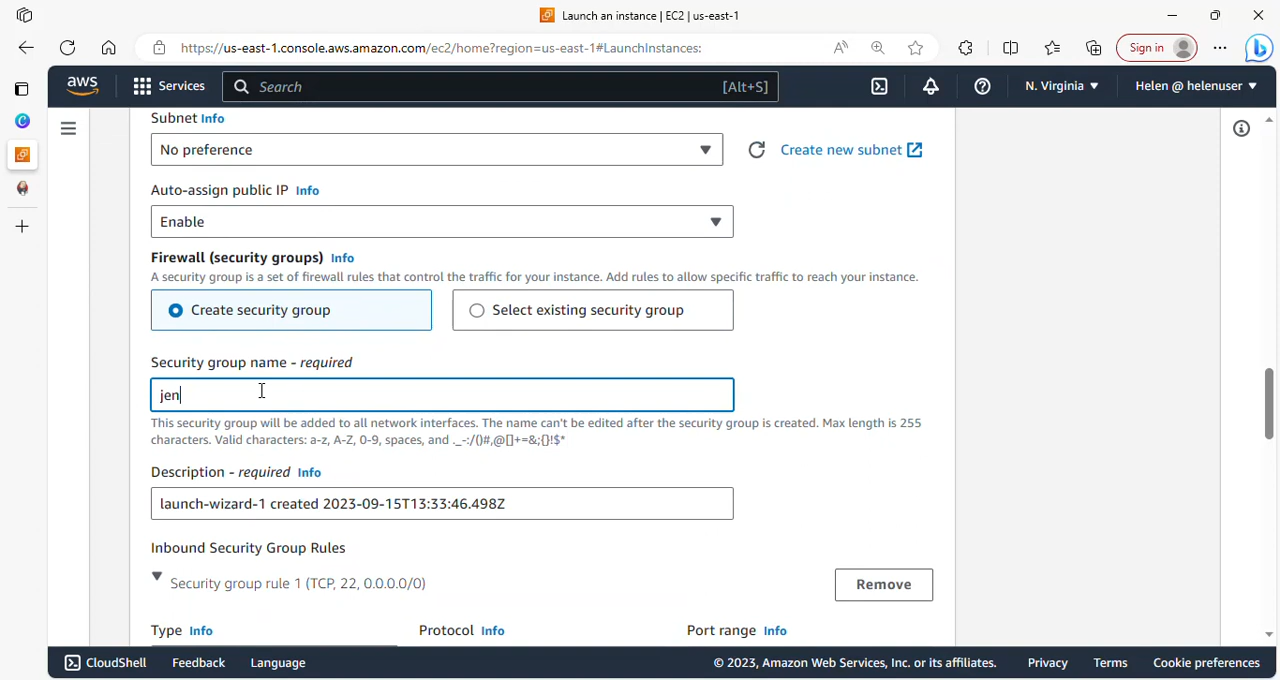 Launch an instance | EC2 | us-east-1
https://us-east-1.console.aws.amazon.com/ec2/home?region=us-east-1#LaunchInstances:
Sign in
aws
Services
Search
[Alt+S]
N. Virginia
Helen @ helenuser
Subnet Info
No preference
Create new subnet
Auto-assign public IP Info
Enable
Firewall (security groups) Info
A security group is a set of firewall rules that control the traffic for your instance. Add rules to allow specific traffic to reach your instance.
Create security group
Select existing security group
Security group name - required
jen
This security group will be added to all network interfaces. The name can't be edited after the security group is created. Max length is 255
characters. Valid characters: a-z, A-Z, 0-9, spaces, and ._-:/()#,@[]+=&;{}!$*
Description - required Info
launch-wizard-1 created 2023-09-15T13:33:46.498Z
Inbound Security Group Rules
Security group rule 1 (TCP, 22, 0.0.0.0/0)
Remove
Type Info
Protocol Info
Port range Info
CloudShell
Feedback
Language
© 2023, Amazon Web Services, Inc. or its affiliates.
Privacy
Terms
Cookie preferences